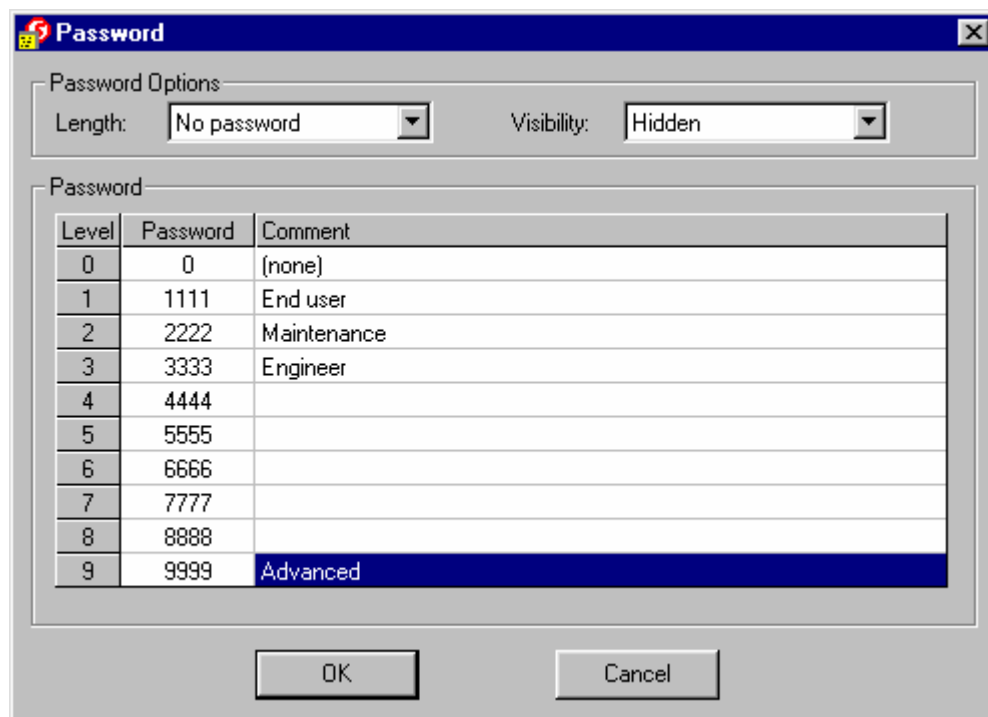 Password
Password Options
Length: No password Visibility: Hidden
Password
Level Password Comment
0 0 (none)
1 1111 End user
2 2222 Maintenance
3 3333 Engineer
4 4444
5 5555
6 6666
7 7777
8 8888
9 9999 Advanced
OK Cancel